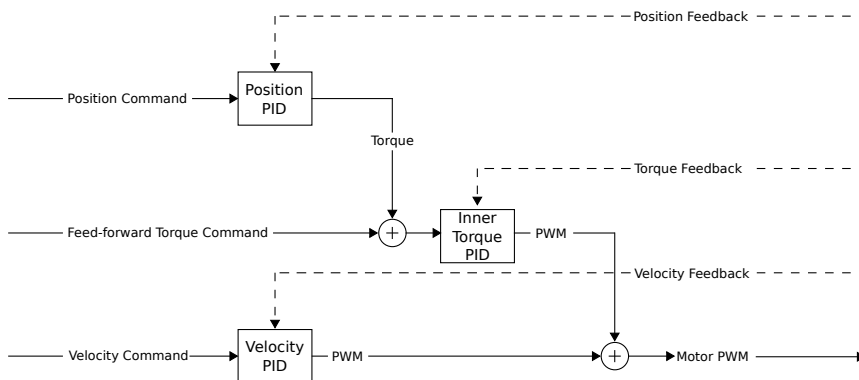 Position Feedback
Position Command
Position
PID
Torque
Torque Feedback
Feed-forward Torque Command
+
Inner
Torque
PID
PWM
Velocity Feedback
Velocity Command
Velocity
PID
PWM
+
Motor PWM